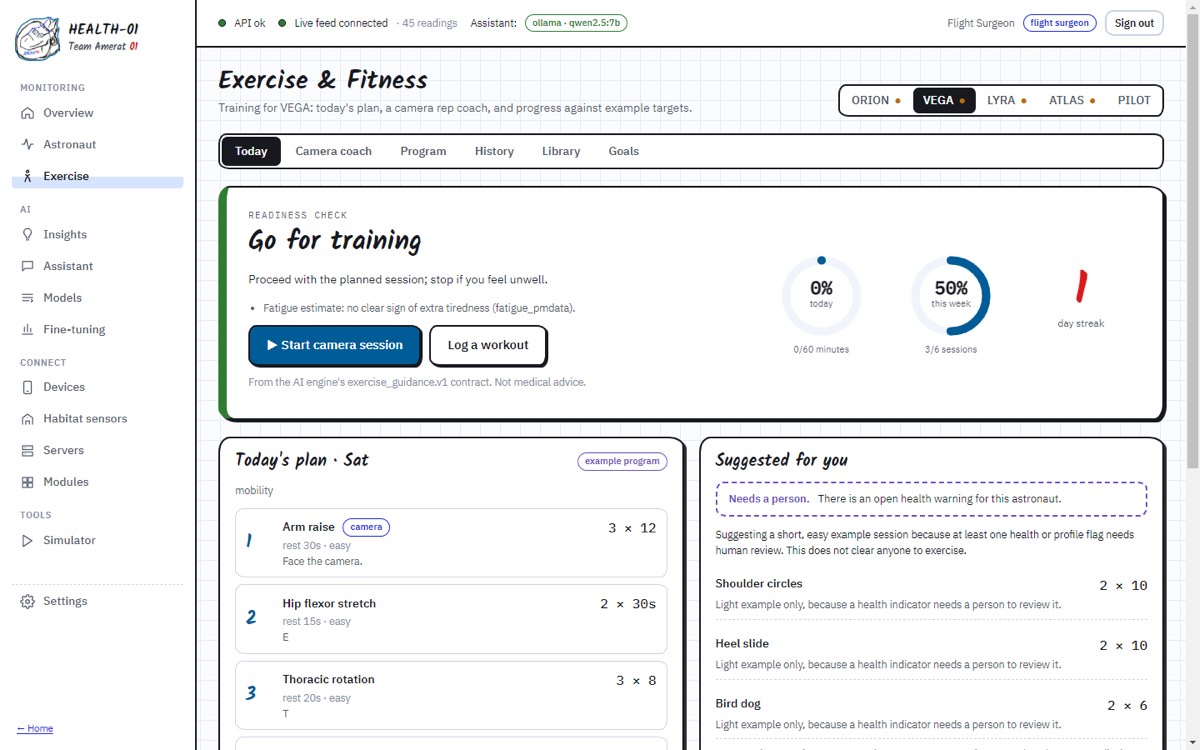 HEALTH-01
Team Amerat 01
MONITORING
Overview
Astronaut
Exercise
AI
Insights
Assistant
Models
Fine-tuning
CONNECT
Devices
Habitat sensors
Servers
Modules
TOOLS
Simulator
Settings
← Home
API ok Live feed connected · 45 readings Assistant: ollama · qwen2.5:7b
Flight Surgeon flight surgeon Sign out
Exercise & Fitness
Training for VEGA: today's plan, a camera rep coach, and progress against example targets.
ORION VEGA LYRA ATLAS PILOT
Today Camera coach Program History Library Goals
READINESS CHECK
Go for training
Proceed with the planned session; stop if you feel unwell.
• Fatigue estimate: no clear sign of extra tiredness (fatigue_pmdata).
▶ Start camera session Log a workout
From the AI engine's exercise_guidance.v1 contract. Not medical advice.
0%
today
0/60 minutes
50%
this week
3/6 sessions
1
day streak
Today's plan · Sat
example program
mobility
1 Arm raise camera 3 × 12
rest 30s · easy
Face the camera.
2 Hip flexor stretch 2 × 30s
rest 15s · easy
E
3 Thoracic rotation 3 × 8
rest 20s · easy
T
Suggested for you
Needs a person. There is an open health warning for this astronaut.
Suggesting a short, easy example session because at least one health or profile flag needs
human review. This does not clear anyone to exercise.
Shoulder circles 2 × 10
Light example only, because a health indicator needs a person to review it.
Heel slide 2 × 10
Light example only, because a health indicator needs a person to review it.
Bird dog 2 × 6
Light example only, because a health indicator needs a person to review it.